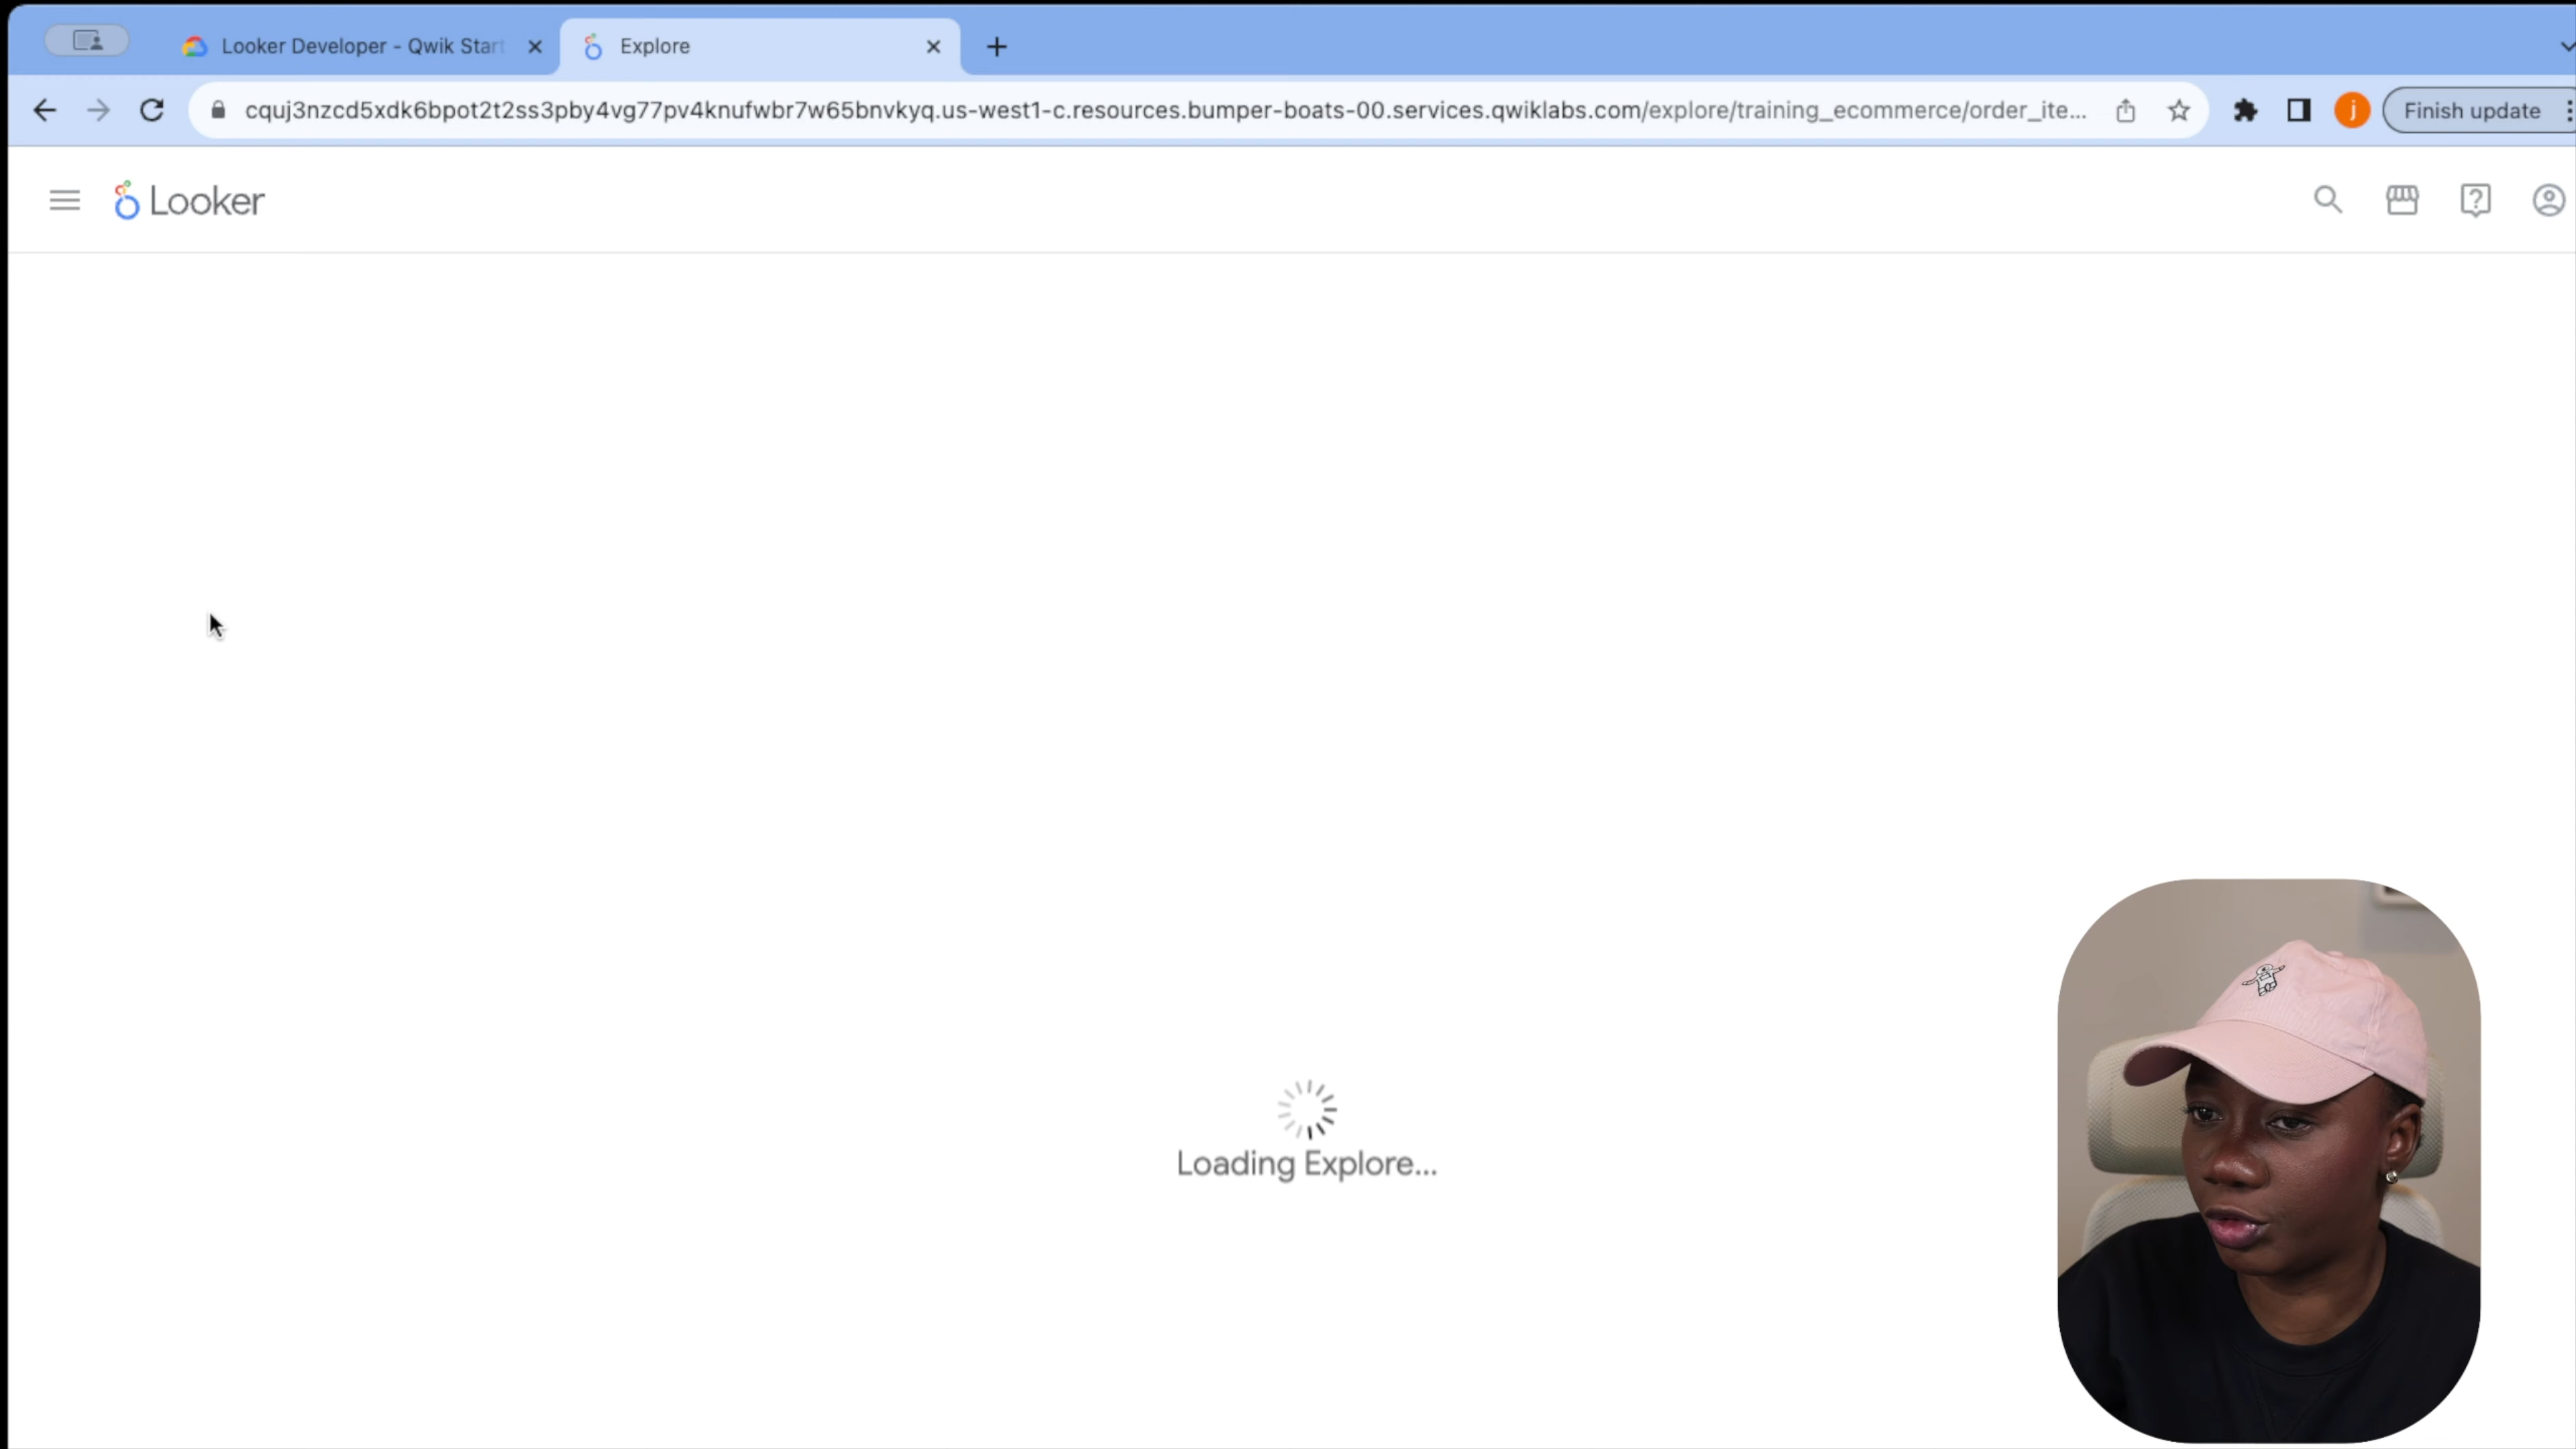 Looker Developer - Qwik Start
Explore
cquj3nzcd5xdk6bpot2t2ss3pby4vg77pv4knufwbr7w65bnvkyq.us-west1-c.resources.bumper-boats-00.services.qwiklabs.com/explore/training_ecommerce/order_ite...
j
Finish update
Looker
Loading Explore...